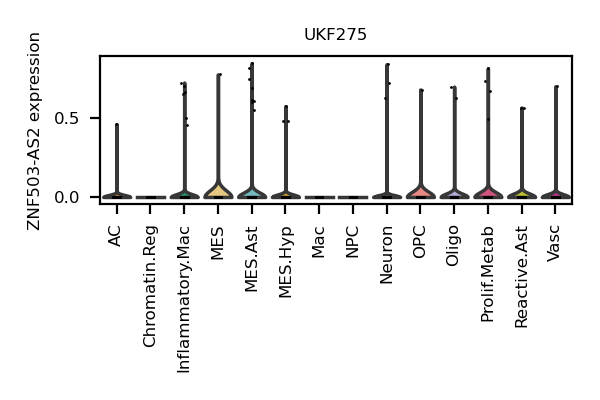 UKF275
ZNF503-AS2 expression
0.5
0.0
AC
Chromatin.Reg
Inflammatory.Mac
MES
MES.Ast
MES.Hyp
Mac
NPC
Neuron
OPC
Oligo
Prolif.Metab
Reactive.Ast
Vasc